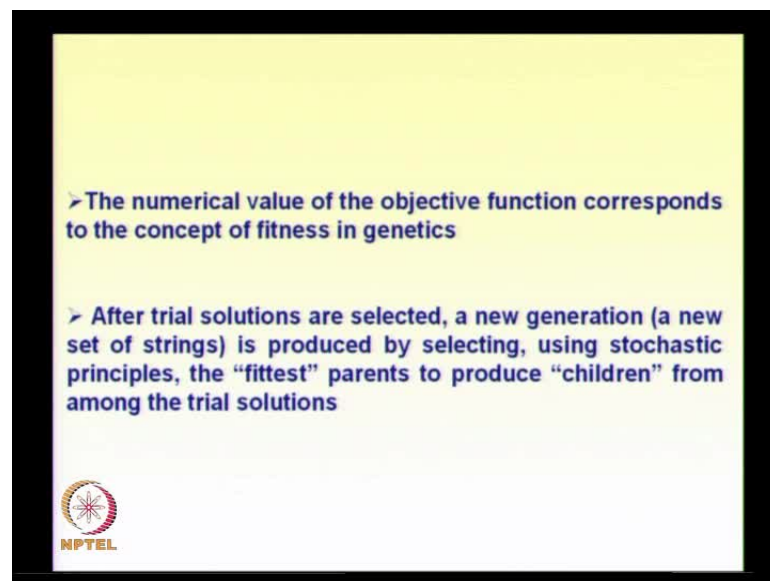 ➢The numerical value of the objective function corresponds
to the concept of fitness in genetics
➢ After trial solutions are selected, a new generation (a new
set of strings) is produced by selecting, using stochastic
principles, the “fittest” parents to produce “children” from
among the trial solutions
NPTEL